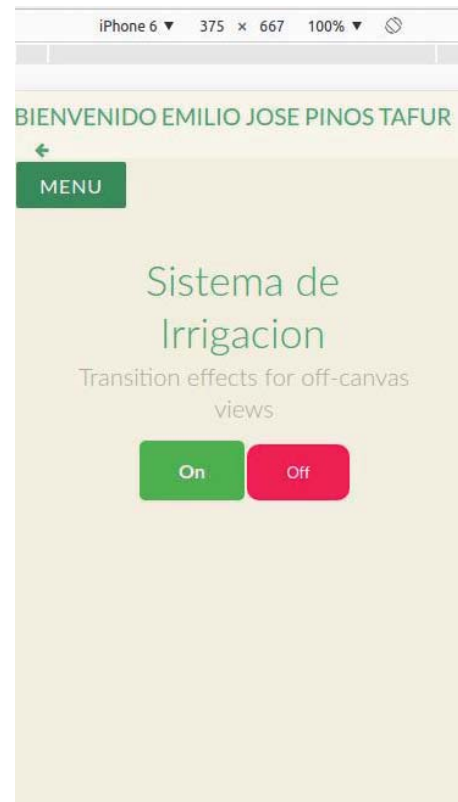 iPhone 6 ▼ 375 × 667 100% ▼
BIENVENIDO EMILIO JOSE PINOS TAFUR
MENU
Sistema de
Irrigacion
Transition effects for off-canvas
views
On Off